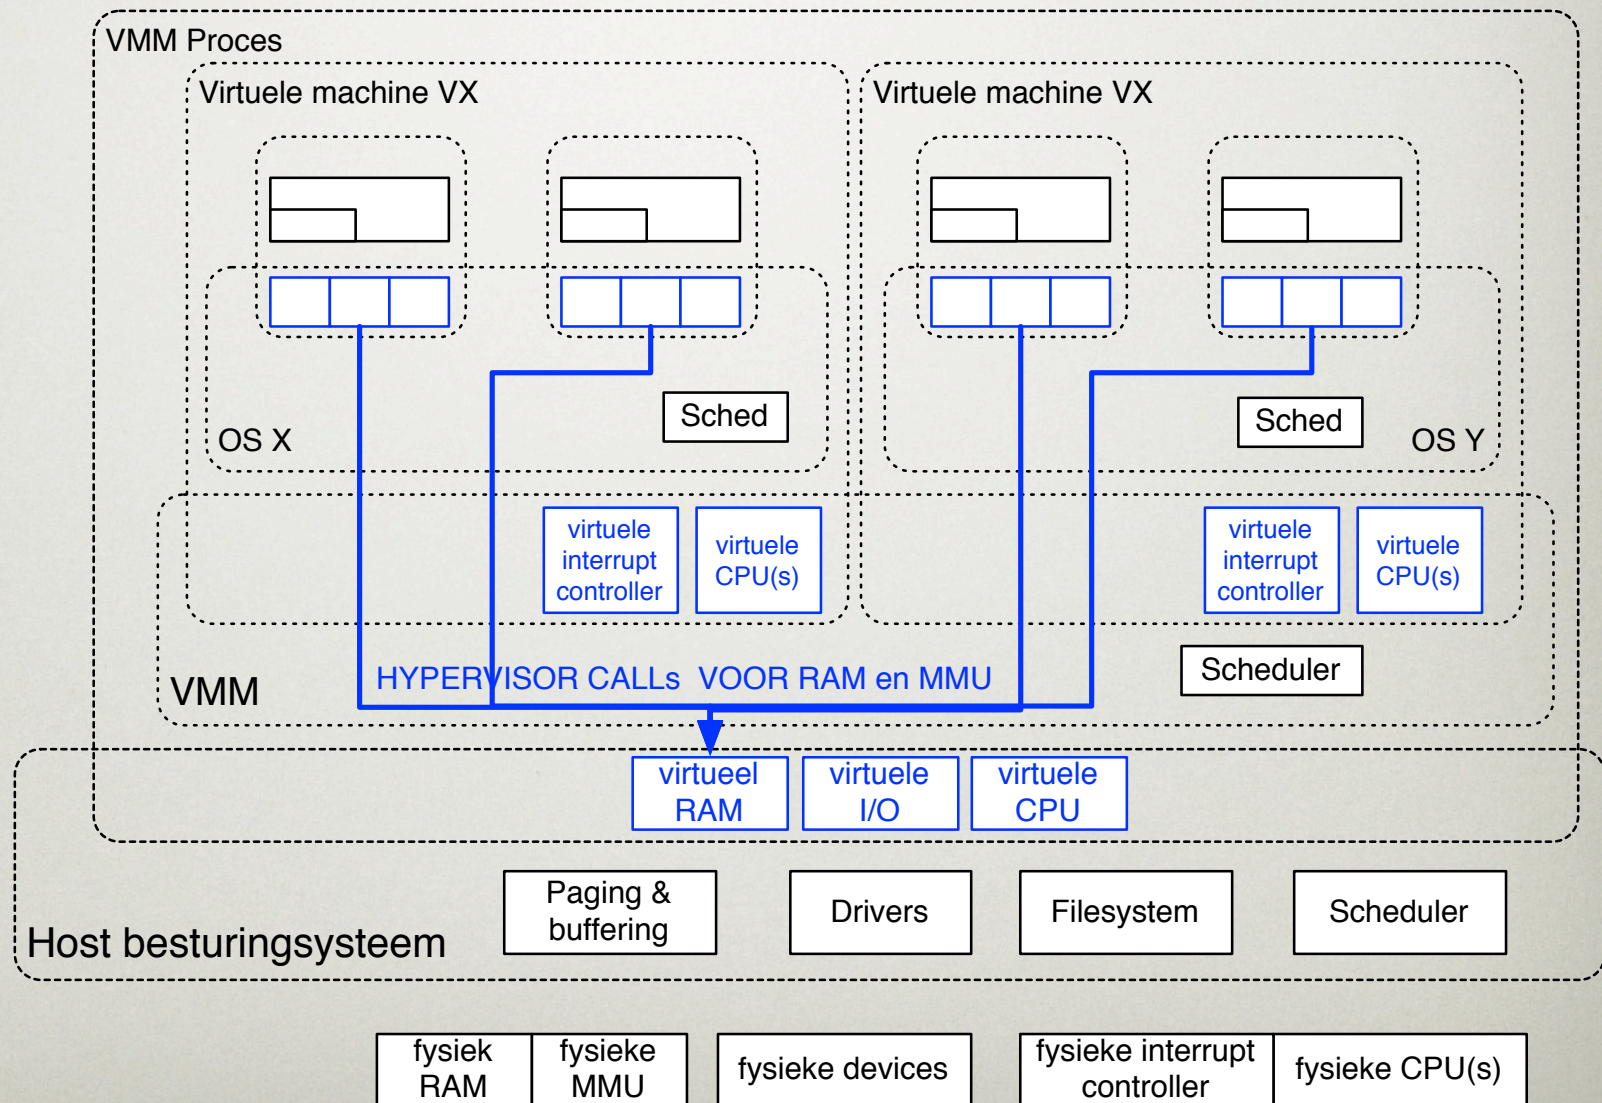 VMM Proces
Virtuele machine VX
Virtuele machine VX
Sched
OS X
Sched
OS Y
virtuele
interrupt
controller
virtuele
CPU(s)
virtuele
interrupt
controller
virtuele
CPU(s)
HYPERVISOR CALLs VOOR RAM en MMU
Scheduler
VMM
virtueel
RAM
virtuele
I/O
virtuele
CPU
Paging &
buffering
Drivers
Filesystem
Scheduler
Host besturingsysteem
fysiek
RAM
fysieke
MMU
fysieke devices
fysieke interrupt
controller
fysieke CPU(s)